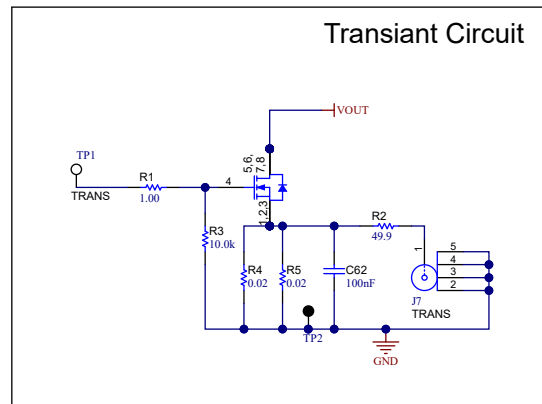 Transiant Circuit
VOUT
TP1
TRANS
R1
1.00
4
5,6,
7,8
1,2,3
R3
10.0k
R4
0.02
R5
0.02
C62
100nF
R2
49.9
1
5
4
3
2
J7
TRANS
TP2
GND